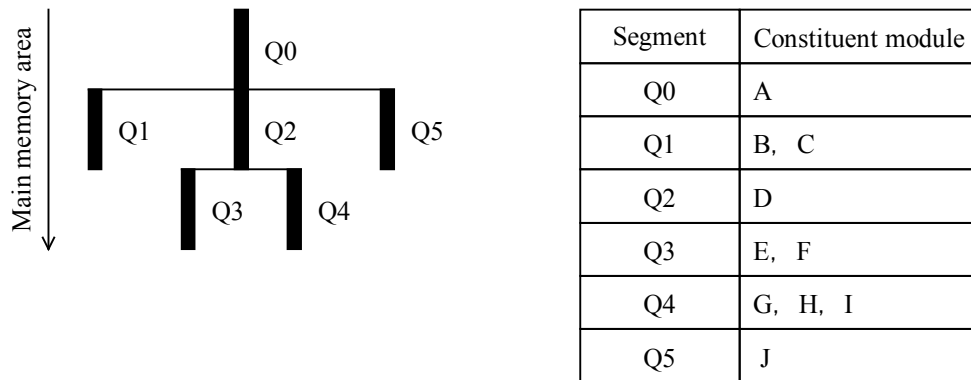 Main memory area
Q0
Q1
Q2
Q5
Q3
Q4
Segment Constituent module
Q0 A
Q1 B, C
Q2 D
Q3 E, F
Q4 G, H, I
Q5 J